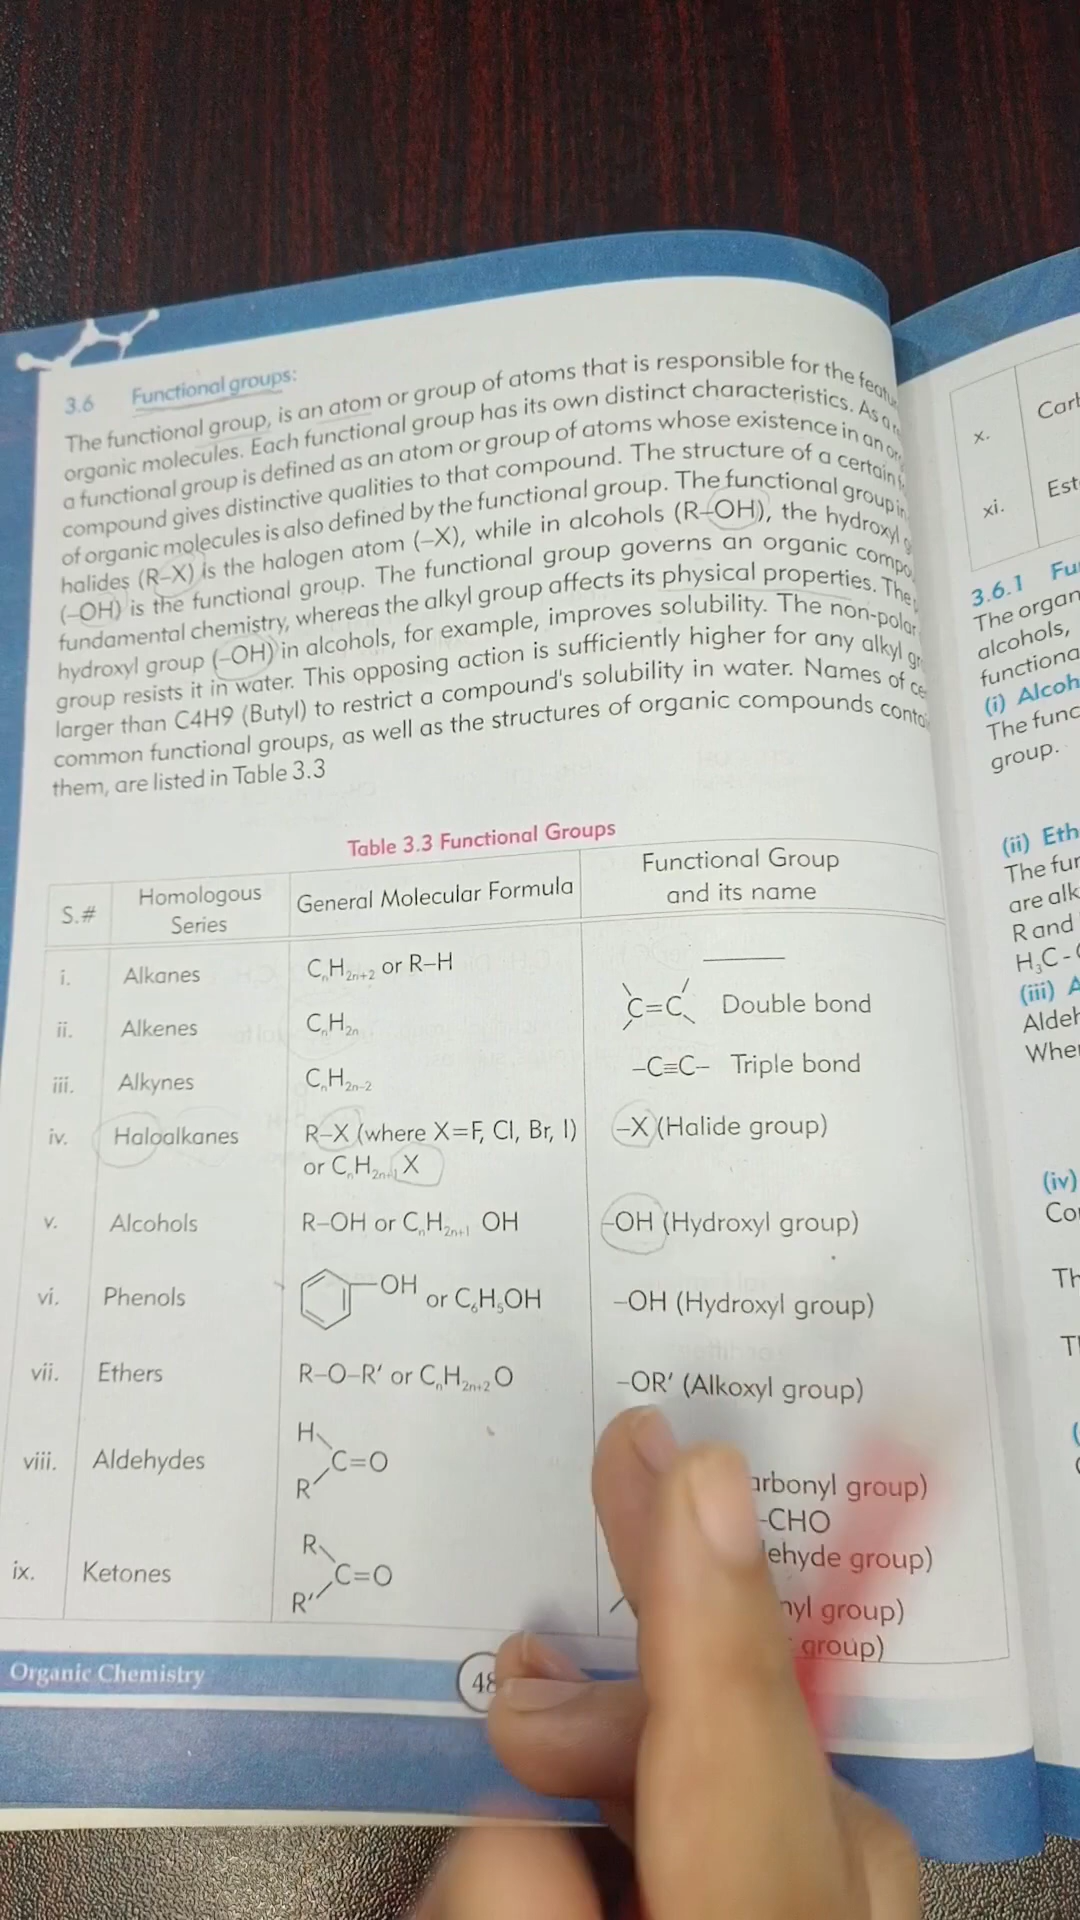 3.6 Functional groups:
The functional group, is an atom or group of atoms that is responsible for the
organic molecules. Each functional group has its own distinct characteristics. As
a functional group is defined as an atom or group of atoms whose existence in an
compound gives distinctive qualities to that compound. The structure of a certain
of organic molecules is also defined by the functional group. The functional group in
halides (R–X) is the halogen atom (–X), while in alcohols (R–OH), the hydroxyl
(–OH) is the functional group. The functional group governs an organic
fundamental chemistry, whereas the alkyl group affects its physical properties. The
hydroxyl group (–OH) in alcohols, for example, improves solubility. The non-polar
group resists it in water. This opposing action is sufficiently higher for any alkyl
larger than C4H9 (Butyl) to restrict a compound's solubility in water. Names of
common functional groups, as well as the structures of organic compounds
them, are listed in Table 3.3
Table 3.3 Functional Groups
S.# Homologous Series General Molecular Formula Functional Group and its name
i. Alkanes CₙH₂ₙ₊₂ or R–H
ii. Alkenes CₙH₂ₙ C=C Double bond
iii. Alkynes CₙH₂ₙ₋₂ –C≡C– Triple bond
iv. Haloalkanes R–X (where X=F, Cl, Br, I) –X (Halide group)
or CₙH₂ₙ₊₁ X
v. Alcohols R–OH or CₙH₂ₙ₊₁ OH –OH (Hydroxyl group)
vi. Phenols –OH or C₆H₅OH –OH (Hydroxyl group)
vii. Ethers R–O–R′ or CₙH₂ₙ₊₂O –OR′ (Alkoxyl group)
viii. Aldehydes H R C=O group)
–CHO
group)
ix. Ketones R R′ C=O group)
group)
Organic Chemistry
x.
xi.
3.6.1
The
alcohols,
(i)
The
group.
(ii)
The
are
R and
H₃C-
(iii)
(iv)